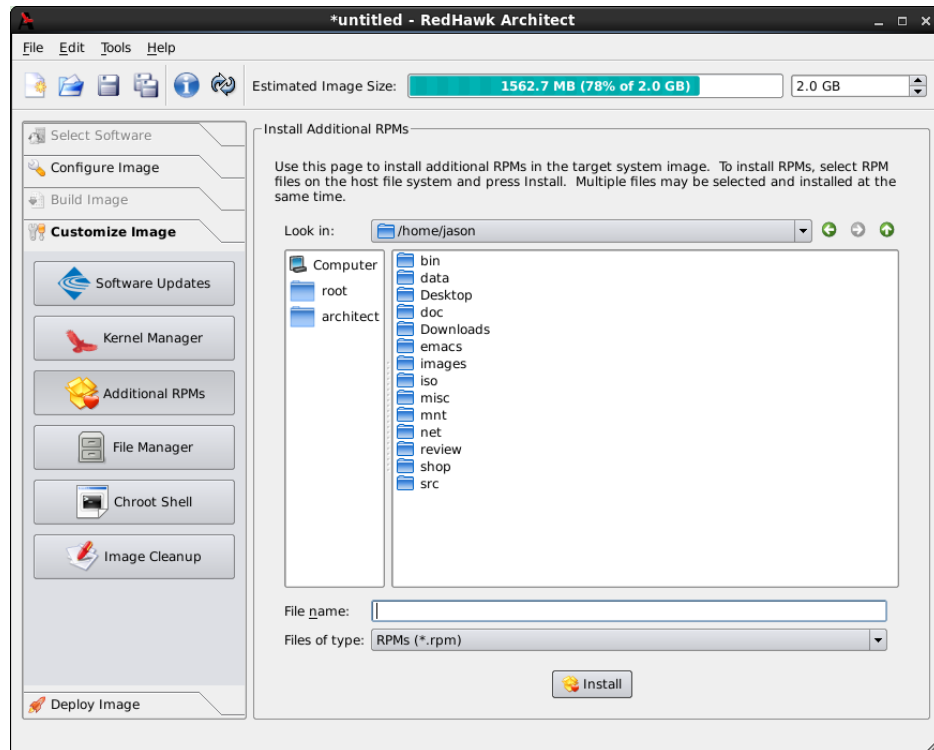 *untitled - RedHawk Architect
File Edit Tools Help
Estimated Image Size: 1562.7 MB (78% of 2.0 GB) 2.0 GB
Select Software
Configure Image
Build Image
Customize Image
Software Updates
Kernel Manager
Additional RPMs
File Manager
Chroot Shell
Image Cleanup
Deploy Image
Install Additional RPMs
Use this page to install additional RPMs in the target system image. To install RPMs, select RPM
files on the host file system and press Install. Multiple files may be selected and installed at the
same time.
Look in: /home/jason
Computer
root
architect
bin
data
Desktop
doc
Downloads
emacs
images
iso
misc
mnt
net
review
shop
src
File name:
Files of type: RPMs (*.rpm)
Install